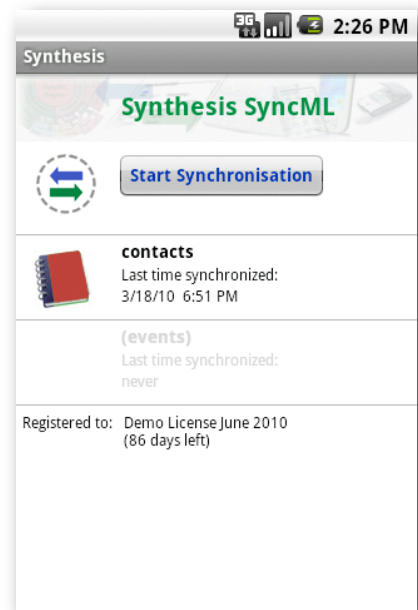 3G 2:26 PM
Synthesis
Synthesis SyncML
Start Synchronisation
contacts
Last time synchronized:
3/18/10 6:51 PM
(events)
Last time synchronized:
never
Registered to: Demo License June 2010
(86 days left)